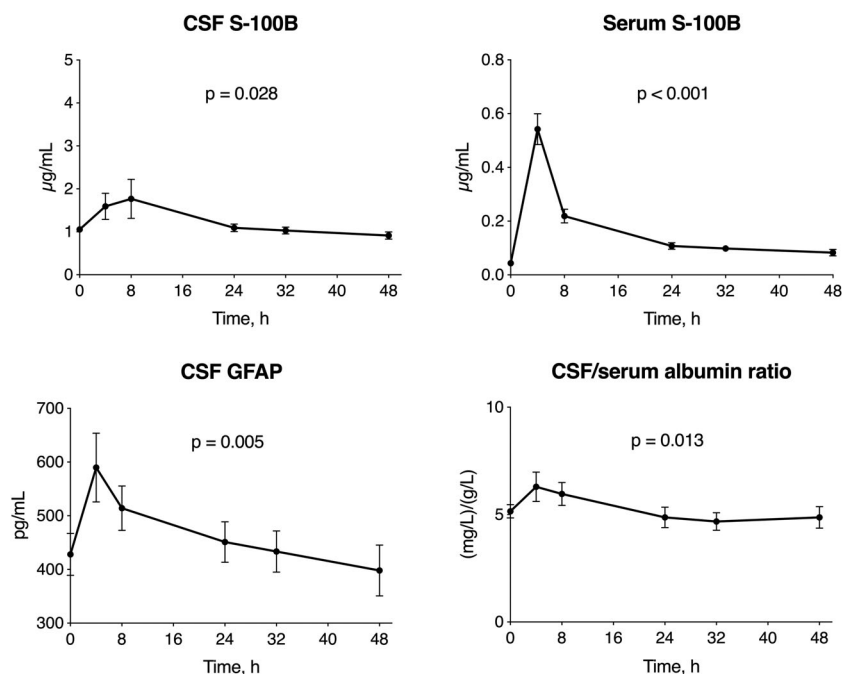 CSF S-100B
5
4
3
2
1
0
µg/mL
p = 0.028
0 8 16 24 32 40 48
Time, h
Serum S-100B
0.8
0.6
0.4
0.2
0.0
µg/mL
p < 0.001
0 8 16 24 32 40 48
Time, h
CSF GFAP
700
600
500
400
300
pg/mL
p = 0.005
0 8 16 24 32 40 48
Time, h
CSF/serum albumin ratio
10
5
0
(mg/L)/(g/L)
p = 0.013
0 8 16 24 32 40 48
Time, h